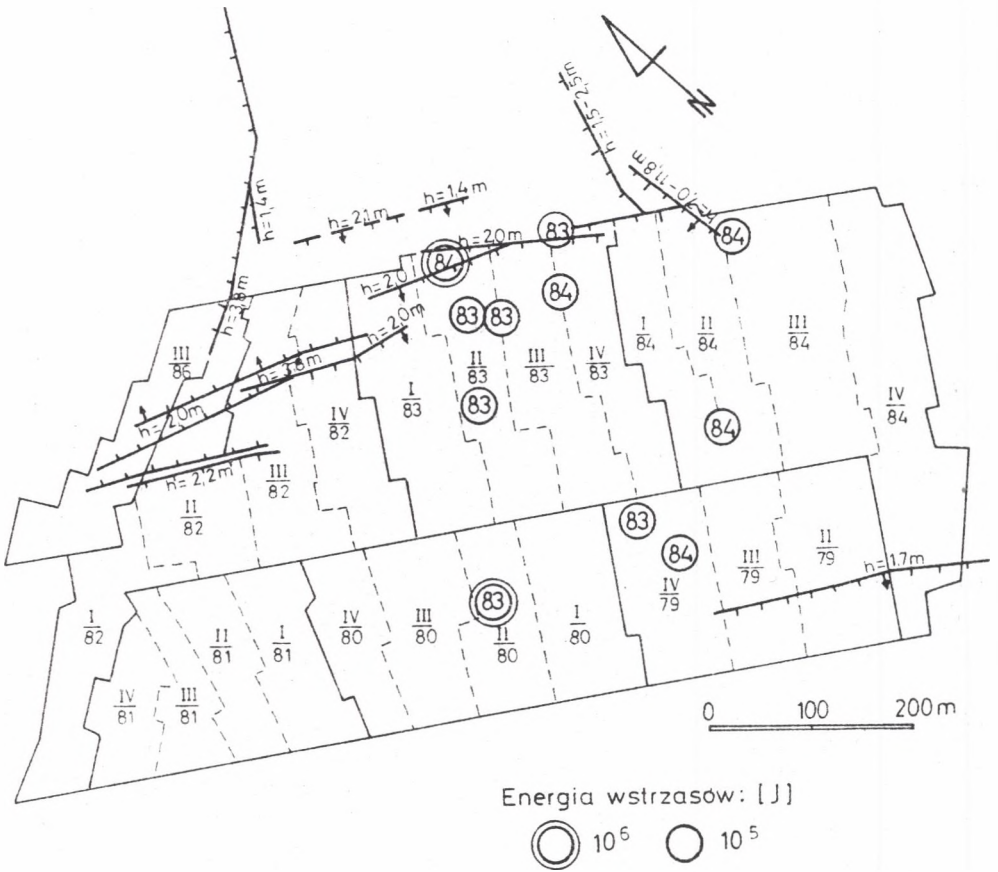 N
h=1,5-2,5m
h=7,0-11,8m
h=1,4m
h=1,4m
h=2,1m
h=2,0m
h=2,0
h=2,0m
h=3,8m
h=3,8m
h=2,0m
h=2,2m
h=1,7m
84
83
84
83
83
84
83
84
83
84
83
III
86
IV
82
III
82
II
82
I
82
I
83
II
83
III
83
IV
83
I
84
II
84
III
84
IV
84
IV
81
III
81
II
81
I
81
IV
80
III
80
II
80
I
80
IV
79
III
79
II
79
0 100 200m
Energia wstrzasów: [J]
10⁶ 10⁵